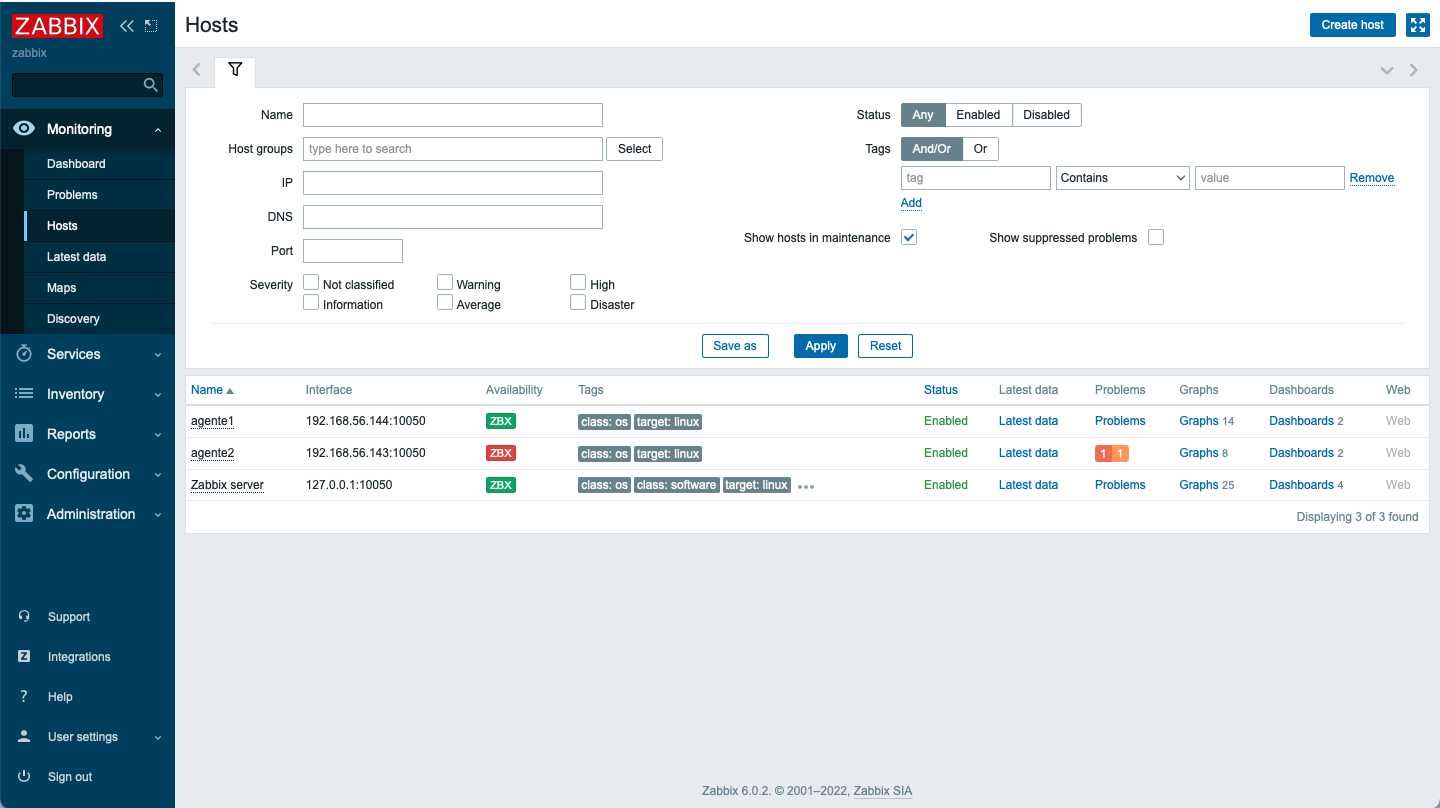 ZABBIX
zabbix
Monitoring
Dashboard
Problems
Hosts
Latest data
Maps
Discovery
Services
Inventory
Reports
Configuration
Administration
Support
Integrations
Help
User settings
Sign out
Hosts
Create host
Name
Host groups type here to search Select
IP
DNS
Port
Severity Not classified Warning High
Information Average Disaster
Status Any Enabled Disabled
Tags And/Or Or
tag Contains value Remove
Add
Show hosts in maintenance Show suppressed problems
Save as Apply Reset
Name Interface Availability Tags Status Latest data Problems Graphs Dashboards Web
agente1 192.168.56.144:10050 ZBX class: os target: linux Enabled Latest data Problems Graphs 14 Dashboards 2 Web
agente2 192.168.56.143:10050 ZBX class: os target: linux Enabled Latest data 1 1 Graphs 8 Dashboards 2 Web
Zabbix server 127.0.0.1:10050 ZBX class: os class: software target: linux ••• Enabled Latest data Problems Graphs 25 Dashboards 4 Web
Displaying 3 of 3 found
Zabbix 6.0.2. © 2001–2022, Zabbix SIA